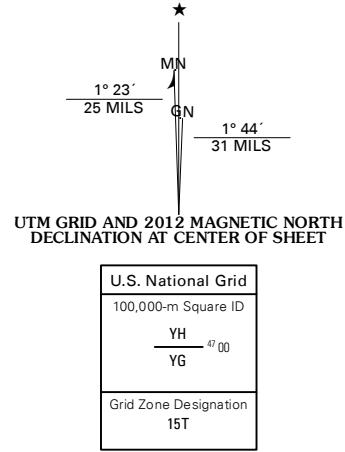 ★
MN
1° 23´
25 MILS
GN
1° 44´
31 MILS
UTM GRID AND 2012 MAGNETIC NORTH
DECLINATION AT CENTER OF SHEET
U.S. National Grid
100,000-m Square ID
YH
47 00
YG
Grid Zone Designation
15T